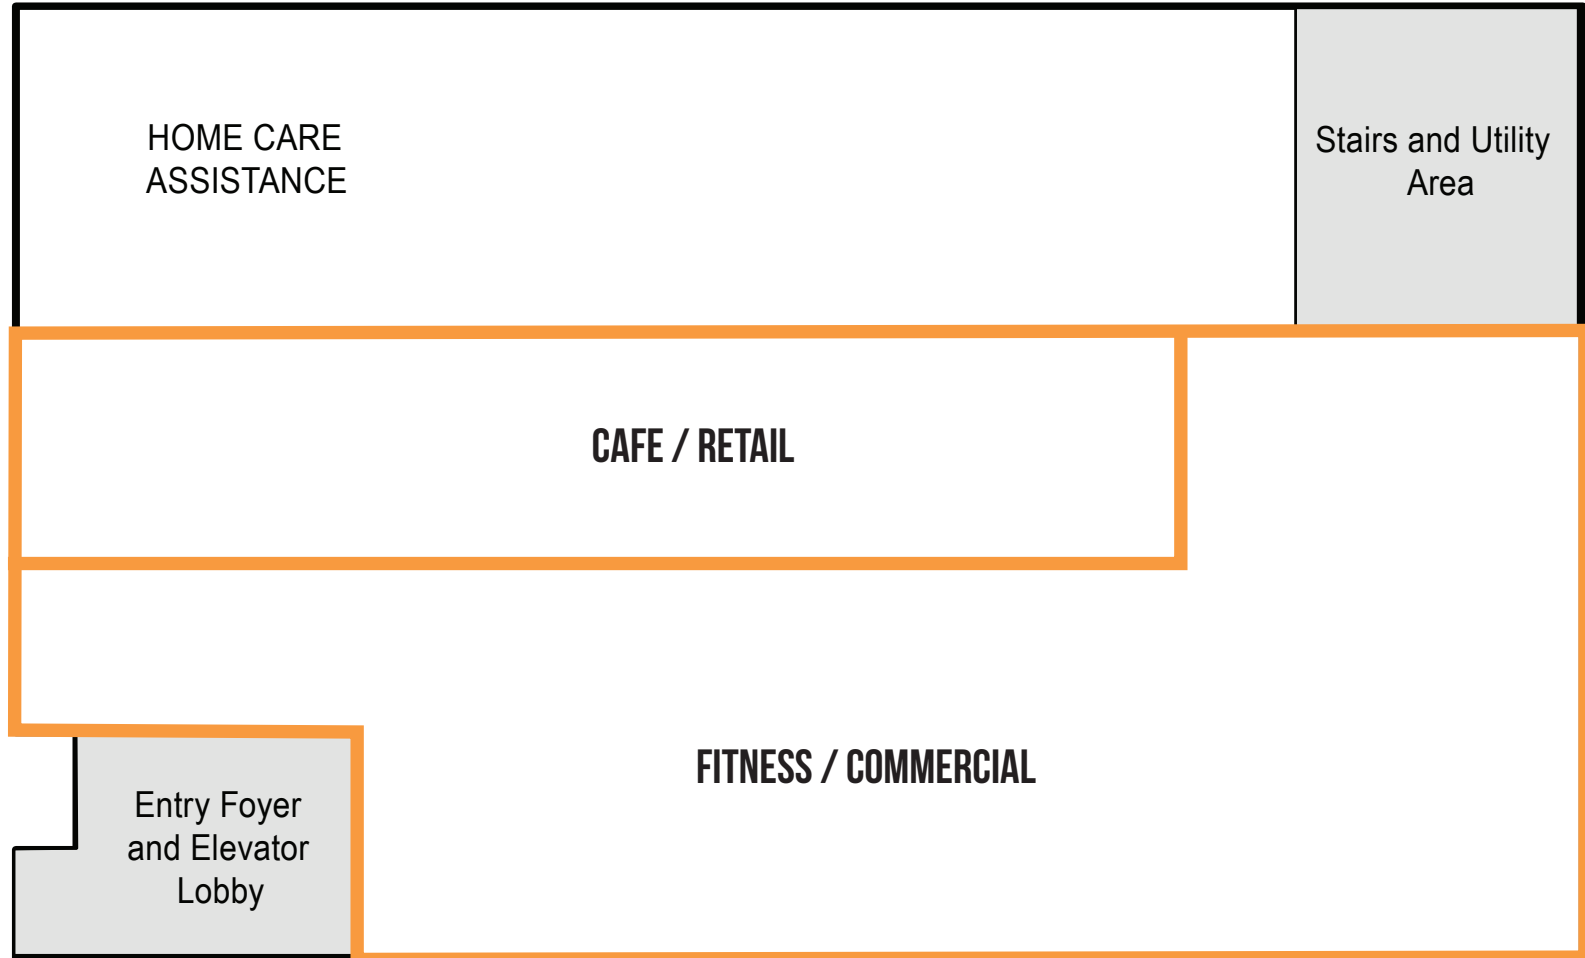 HOME CARE
ASSISTANCE
Stairs and Utility
Area
CAFE / RETAIL
FITNESS / COMMERCIAL
Entry Foyer
and Elevator
Lobby